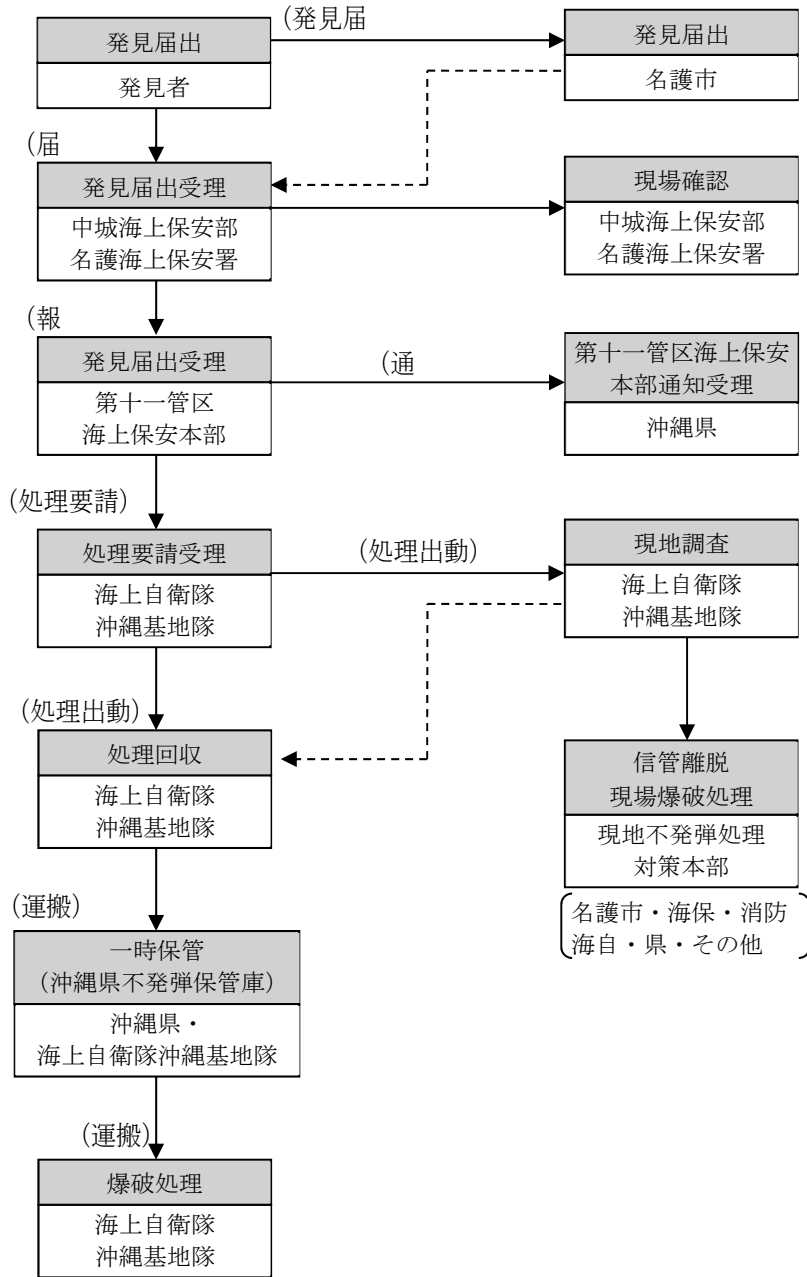 (発見届
発見届出
発見者
発見届出
名護市
(届
発見届出受理
中城海上保安部
名護海上保安署
現場確認
中城海上保安部
名護海上保安署
(報
発見届出受理
第十一管区
海上保安本部
(通
第十一管区海上保安
本部通知受理
沖縄県
(処理要請)
処理要請受理
海上自衛隊
沖縄基地隊
(処理出動)
現地調査
海上自衛隊
沖縄基地隊
(処理出動)
処理回収
海上自衛隊
沖縄基地隊
信管離脱
現場爆破処理
現地不発弾処理
対策本部
名護市・海保・消防
海自・県・その他
(運搬)
一時保管
(沖縄県不発弾保管庫)
沖縄県・
海上自衛隊沖縄基地隊
(運搬)
爆破処理
海上自衛隊
沖縄基地隊